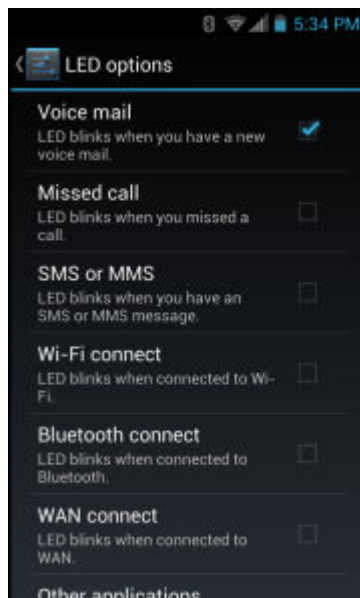 5:34 PM
LED options
Voice mail
LED blinks when you have a new
voice mail.
Missed call
LED blinks when you missed a
call.
SMS or MMS
LED blinks when you have an
SMS or MMS message.
Wi-Fi connect
LED blinks when connected to Wi-
Fi.
Bluetooth connect
LED blinks when connected to
Bluetooth.
WAN connect
LED blinks when connected to
WAN.
Other applications